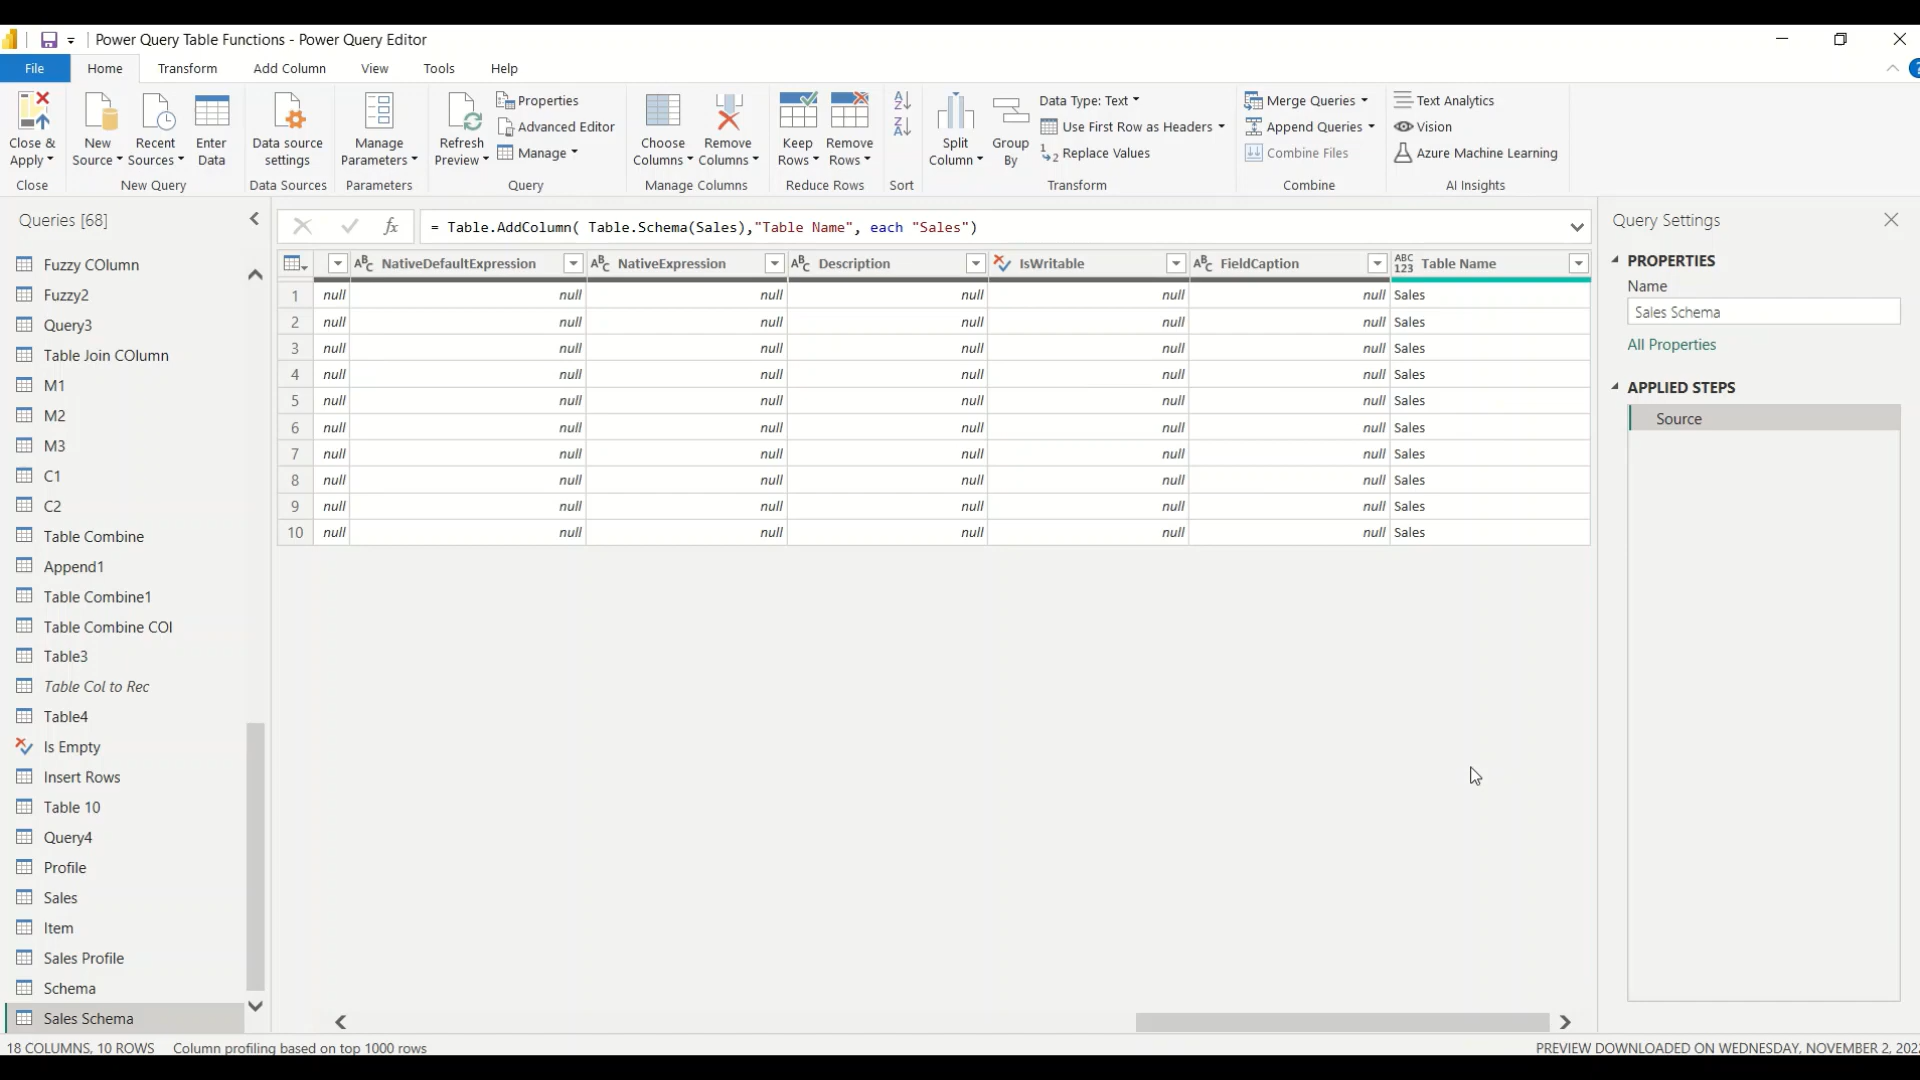 Power Query Table Functions - Power Query Editor
File Home Transform Add Column View Tools Help
Close & Apply
New Source
Recent Sources
Enter Data
Data source settings
Manage Parameters
Refresh Preview
Properties
Advanced Editor
Manage
Choose Columns
Remove Columns
Keep Rows
Remove Rows
Split Column
Group By
Data Type: Text
Use First Row as Headers
Replace Values
Merge Queries
Append Queries
Combine Files
Text Analytics
Vision
Azure Machine Learning
Close New Query Data Sources Parameters Query Manage Columns Reduce Rows Sort Transform Combine AI Insights
Queries [68]
Fuzzy COlumn
Fuzzy2
Query3
Table Join COlumn
M1
M2
M3
C1
C2
Table Combine
Append1
Table Combine1
Table Combine COl
Table3
Table Col to Rec
Table4
Is Empty
Insert Rows
Table 10
Query4
Profile
Sales
Item
Sales Profile
Schema
Sales Schema
fx = Table.AddColumn( Table.Schema(Sales),"Table Name", each "Sales")
ABC NativeDefaultExpression ABC NativeExpression ABC Description IsWritable ABC FieldCaption ABC 123 Table Name
1 null null null null null null Sales
2 null null null null null null Sales
3 null null null null null null Sales
4 null null null null null null Sales
5 null null null null null null Sales
6 null null null null null null Sales
7 null null null null null null Sales
8 null null null null null null Sales
9 null null null null null null Sales
10 null null null null null null Sales
Query Settings
PROPERTIES
Name
Sales Schema
All Properties
APPLIED STEPS
Source
18 COLUMNS, 10 ROWS Column profiling based on top 1000 rows
PREVIEW DOWNLOADED ON WEDNESDAY, NOVEMBER 2, 202